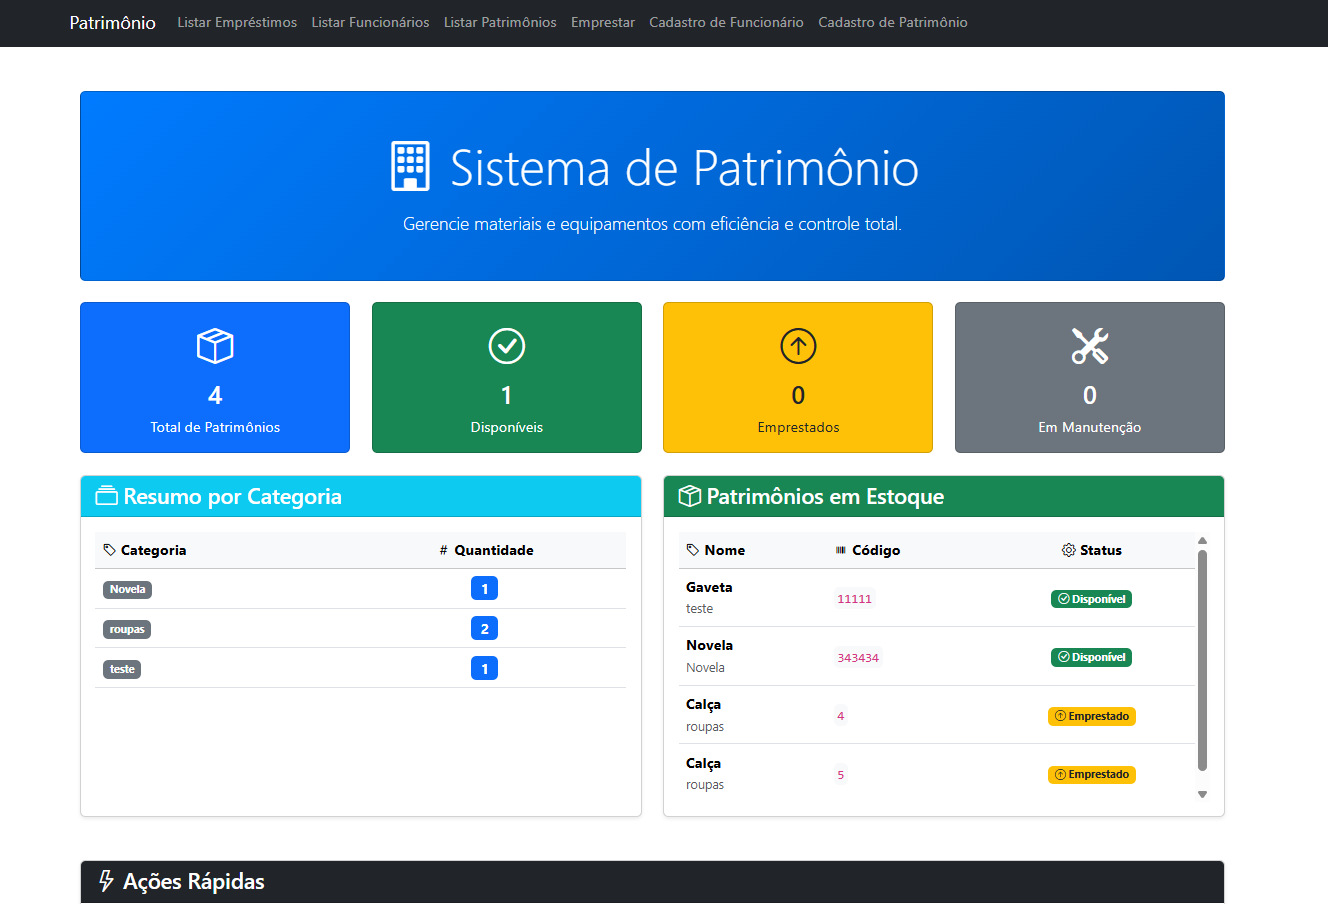 Patrimônio Listar Empréstimos Listar Funcionários Listar Patrimônios Emprestar Cadastro de Funcionário Cadastro de Patrimônio
Sistema de Patrimônio
Gerencie materiais e equipamentos com eficiência e controle total.
4
Total de Patrimônios
1
Disponíveis
0
Emprestados
0
Em Manutenção
Resumo por Categoria
Categoria # Quantidade
Novela 1
roupas 2
teste 1
Patrimônios em Estoque
Nome Código Status
Gaveta
teste
11111
Disponível
Novela
Novela
343434
Disponível
Calça
roupas
4
Emprestado
Calça
roupas
5
Emprestado
Ações Rápidas